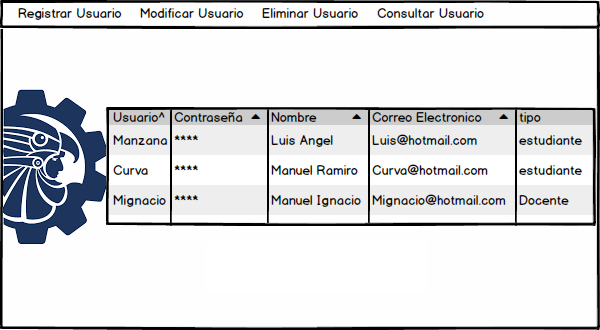 Registrar Usuario Modificar Usuario Eliminar Usuario Consultar Usuario
Usuario^ Contraseña Nombre Correo Electronico tipo
Manzana **** Luis Angel Luis@hotmail.com estudiante
Curva **** Manuel Ramiro Curva@hotmail.com estudiante
Mignacio **** Manuel Ignacio Mignacio@hotmail.com Docente